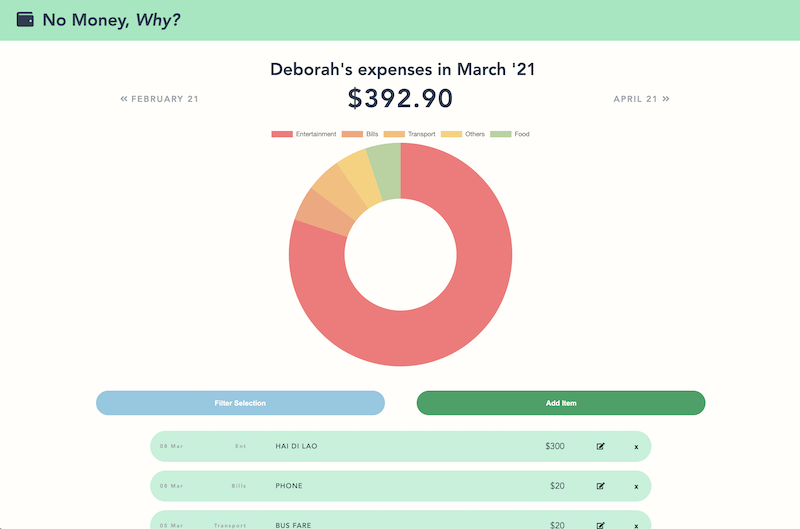 No Money, Why?
Deborah's expenses in March '21
« FEBRUARY 21
$392.90
APRIL 21 »
Entertainment Bills Transport Others Food
Filter Selection
Add Item
08 Mar Ent HAI DI LAO $300 x
08 Mar Bills PHONE $20 x
Transport BUS FARE $20 x